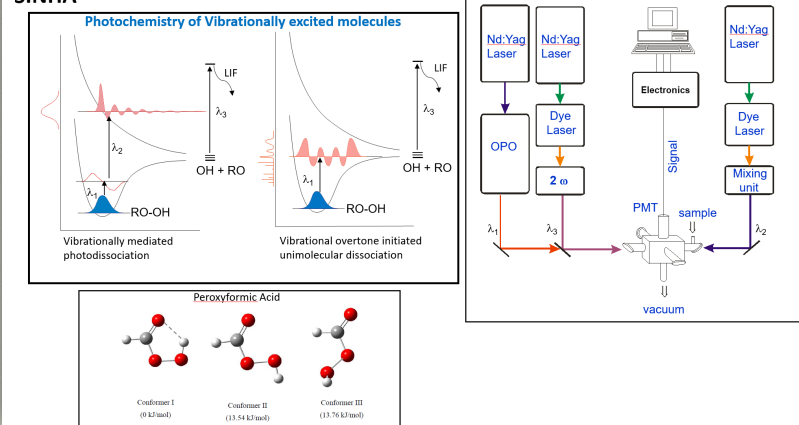 SINHA
Photochemistry of Vibrationally excited molecules
LIF
λ3
λ2
λ1
OH + RO
RO-OH
Vibrationally mediated
photodissociation
LIF
λ3
λ1
OH + RO
RO-OH
Vibrational overtone initiated
unimolecular dissociation
Nd:Yag
Laser
Nd:Yag
Laser
Nd:Yag
Laser
Electronics
OPO
Dye
Laser
Dye
Laser
2 ω
Mixing
unit
Signal
PMT
sample
λ1
λ3
λ2
vacuum
Peroxyformic Acid
Conformer I
(0 kJ/mol)
Conformer II
(13.54 kJ/mol)
Conformer III
(13.76 kJ/mol)